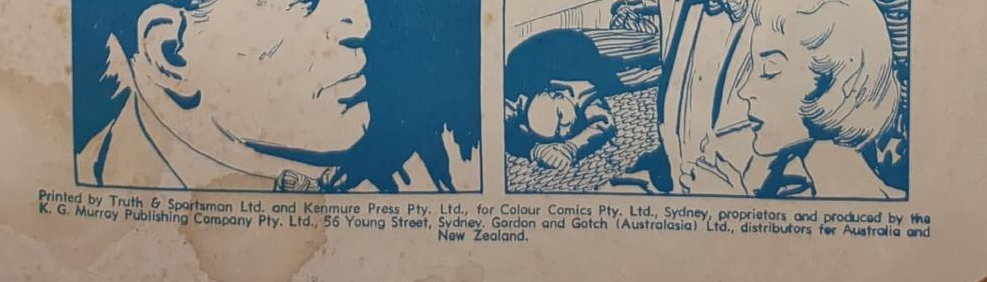 Printed by Truth & Sportsman Ltd. and Kenmure Press Pty. Ltd., for Colour Comics Pty. Ltd., Sydney, proprietors and produced by the
K. G. Murray Publishing Company Pty. Ltd., 56 Young Street, Sydney. Gordon and Gotch (Australasia) Ltd., distributors for Australia and
New Zealand.